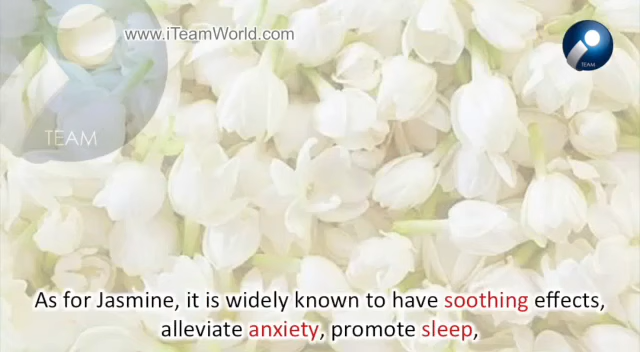 www.iTeamWorld.com
TEAM
TEAM
As for Jasmine, it is widely known to have soothing effects,
alleviate anxiety, promote sleep,